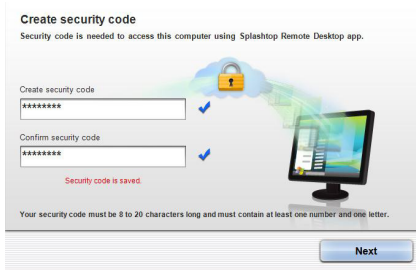 Create security code
Security code is needed to access this computer using Splashtop Remote Desktop app.
Create security code
********
Confirm security code
********
Security code is saved.
Your security code must be 8 to 20 characters long and must contain at least one number and one letter.
Next